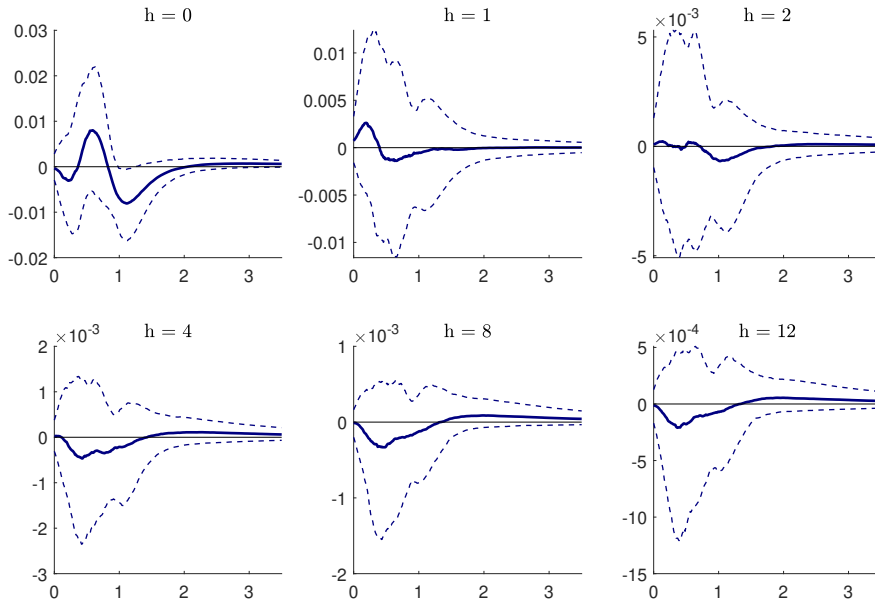 h = 0
0.03
0.02
0.01
0
-0.01
-0.02
0 1 2 3
h = 1
0.01
0.005
0
-0.005
-0.01
0 1 2 3
×10⁻³
h = 2
5
0
-5
0 1 2 3
×10⁻³
h = 4
2
1
0
-1
-2
-3
0 1 2 3
×10⁻³
h = 8
1
0
-1
-2
0 1 2 3
×10⁻⁴
h = 12
5
0
-5
-10
-15
0 1 2 3